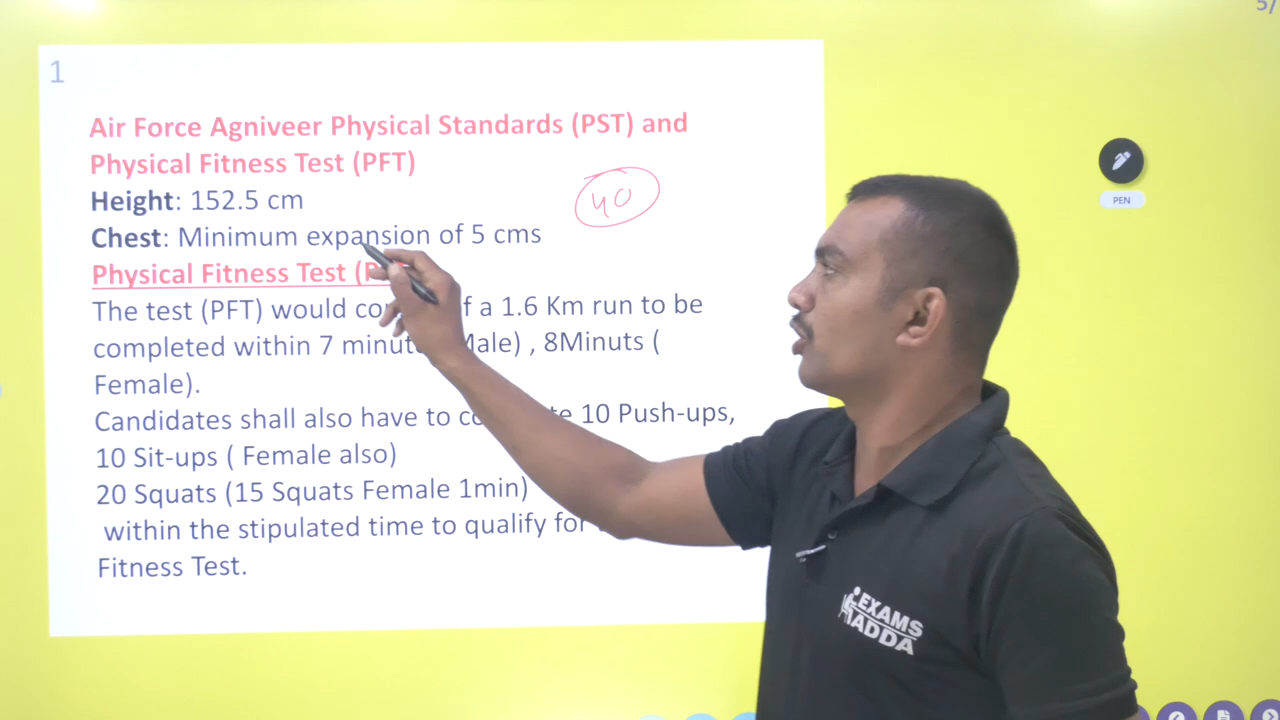 5/
1
Air Force Agniveer Physical Standards (PST) and
Physical Fitness Test (PFT)
Height: 152.5 cm
40
Chest: Minimum expansion of 5 cms
Physical Fitness Test (P
The test (PFT) would co f a 1.6 Km run to be
completed within 7 minut Male) , 8Minuts (
Female).
Candidates shall also have to co te 10 Push-ups,
10 Sit-ups ( Female also)
20 Squats (15 Squats Female 1min)
within the stipulated time to qualify for
Fitness Test.
PEN
EXAMS
ADDA